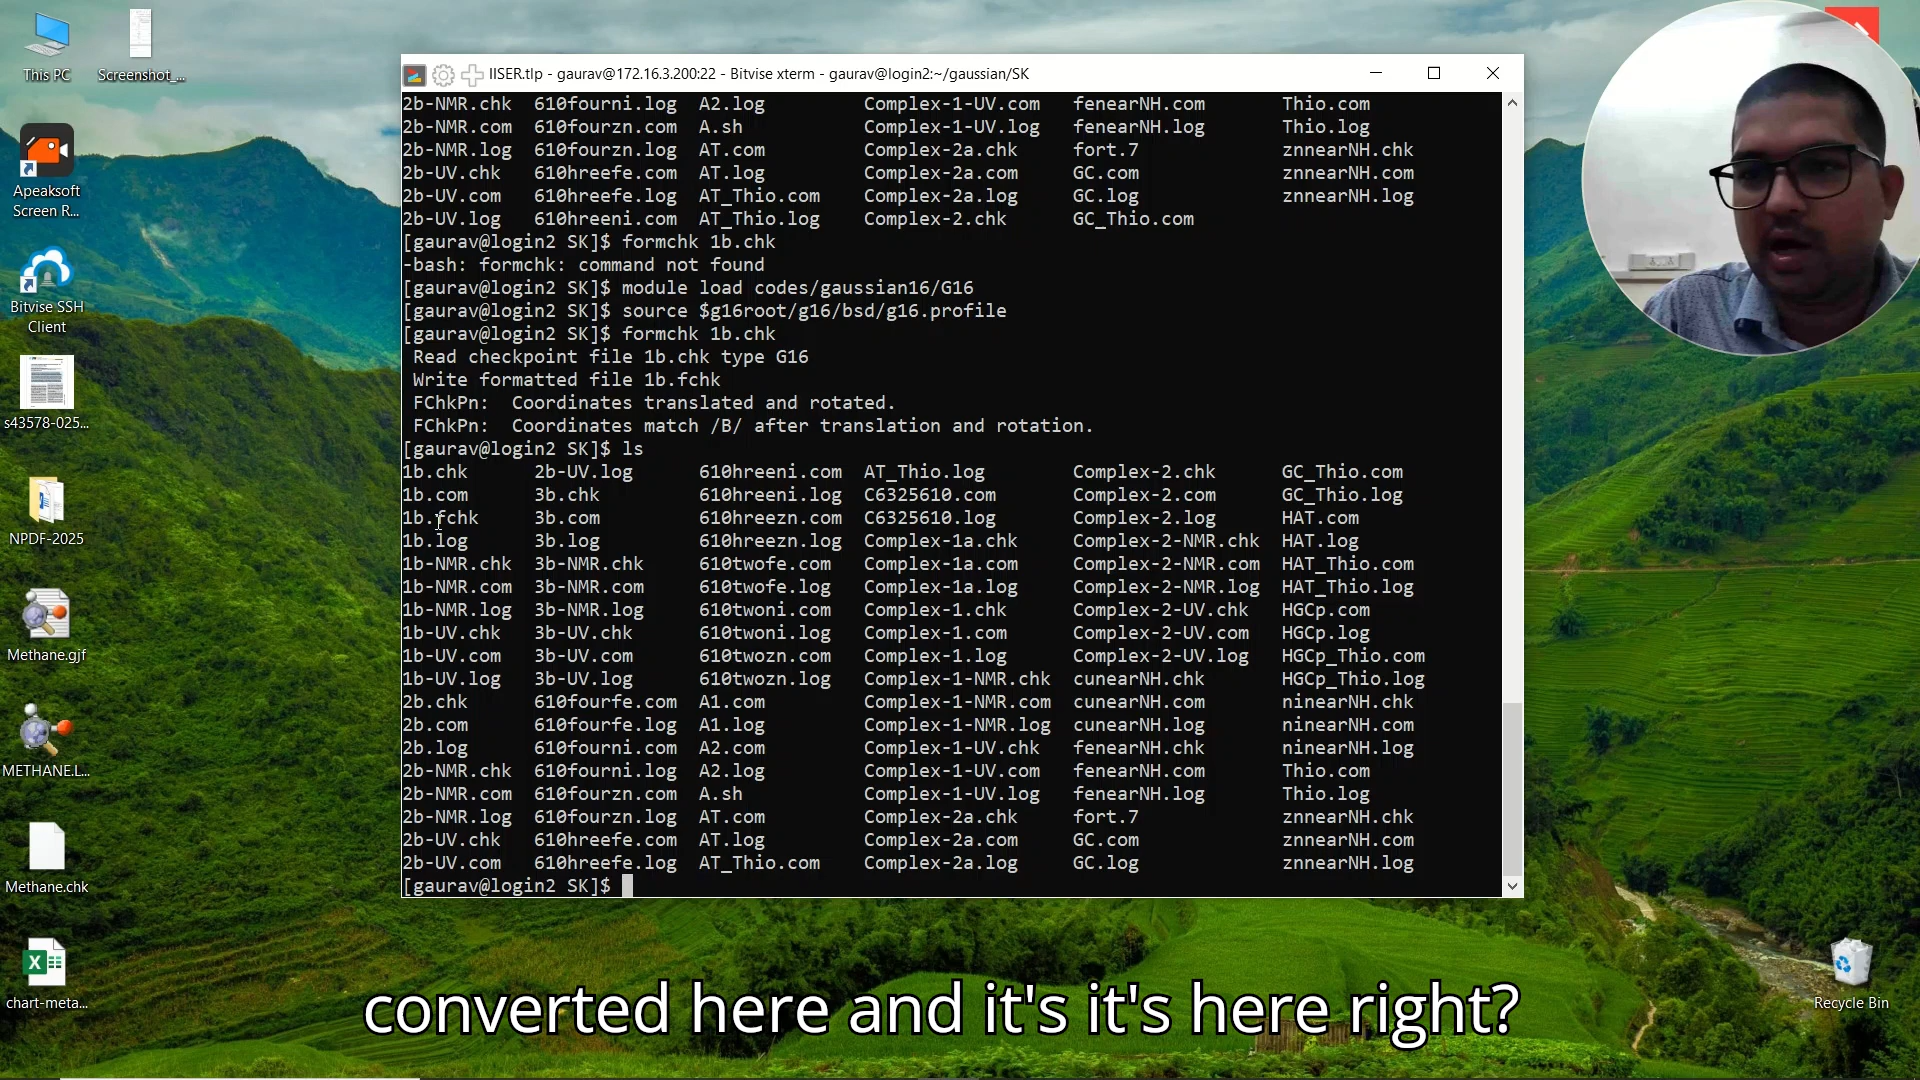 This PC
Screenshot_...
Apeaksoft
Screen R...
Bitvise SSH
Client
s43578-025...
NPDF-2025
Methane.gjf
METHANE.L...
Methane.chk
chart-meta...
IISER.tlp - gaurav@172.16.3.200:22 - Bitvise xterm - gaurav@login2:~/gaussian/SK
2b-NMR.chk 610fourni.log A2.log Complex-1-UV.com fenearNH.com Thio.com
2b-NMR.com 610fourzn.com A.sh Complex-1-UV.log fenearNH.log Thio.log
2b-NMR.log 610fourzn.log AT.com Complex-2a.chk fort.7 znnearNH.chk
2b-UV.chk 610hreefe.com AT.log Complex-2a.com GC.com znnearNH.com
2b-UV.com 610hreefe.log AT_Thio.com Complex-2a.log GC.log znnearNH.log
2b-UV.log 610hreeni.com AT_Thio.log Complex-2.chk GC_Thio.com
[gaurav@login2 SK]$ formchk 1b.chk
-bash: formchk: command not found
[gaurav@login2 SK]$ module load codes/gaussian16/G16
[gaurav@login2 SK]$ source $g16root/g16/bsd/g16.profile
[gaurav@login2 SK]$ formchk 1b.chk
Read checkpoint file 1b.chk type G16
Write formatted file 1b.fchk
FChkPn: Coordinates translated and rotated.
FChkPn: Coordinates match /B/ after translation and rotation.
[gaurav@login2 SK]$ ls
1b.chk 2b-UV.log 610hreeni.com AT_Thio.log Complex-2.chk GC_Thio.com
1b.com 3b.chk 610hreeni.log C6325610.com Complex-2.com GC_Thio.log
1b.fchk 3b.com 610hreezn.com C6325610.log Complex-2.log HAT.com
1b.log 3b.log 610hreezn.log Complex-1a.chk Complex-2-NMR.chk HAT.log
1b-NMR.chk 3b-NMR.chk 610twofe.com Complex-1a.com Complex-2-NMR.com HAT_Thio.com
1b-NMR.com 3b-NMR.com 610twofe.log Complex-1a.log Complex-2-NMR.log HAT_Thio.log
1b-NMR.log 3b-NMR.log 610twoni.com Complex-1.chk Complex-2-UV.chk HGCp.com
1b-UV.chk 3b-UV.chk 610twoni.log Complex-1.com Complex-2-UV.com HGCp.log
1b-UV.com 3b-UV.com 610twozn.com Complex-1.log Complex-2-UV.log HGCp_Thio.com
1b-UV.log 3b-UV.log 610twozn.log Complex-1-NMR.chk cunearNH.chk HGCp_Thio.log
2b.chk 610fourfe.com A1.com Complex-1-NMR.com cunearNH.com ninearNH.chk
2b.com 610fourfe.log A1.log Complex-1-NMR.log cunearNH.log ninearNH.com
2b.log 610fourni.com A2.com Complex-1-UV.chk fenearNH.chk ninearNH.log
2b-NMR.chk 610fourni.log A2.log Complex-1-UV.com fenearNH.com Thio.com
2b-NMR.com 610fourzn.com A.sh Complex-1-UV.log fenearNH.log Thio.log
2b-NMR.log 610fourzn.log AT.com Complex-2a.chk fort.7 znnearNH.chk
2b-UV.chk 610hreefe.com AT.log Complex-2a.com GC.com znnearNH.com
2b-UV.com 610hreefe.log AT_Thio.com Complex-2a.log GC.log znnearNH.log
[gaurav@login2 SK]$
Recycle Bin
converted here and it's it's here right?